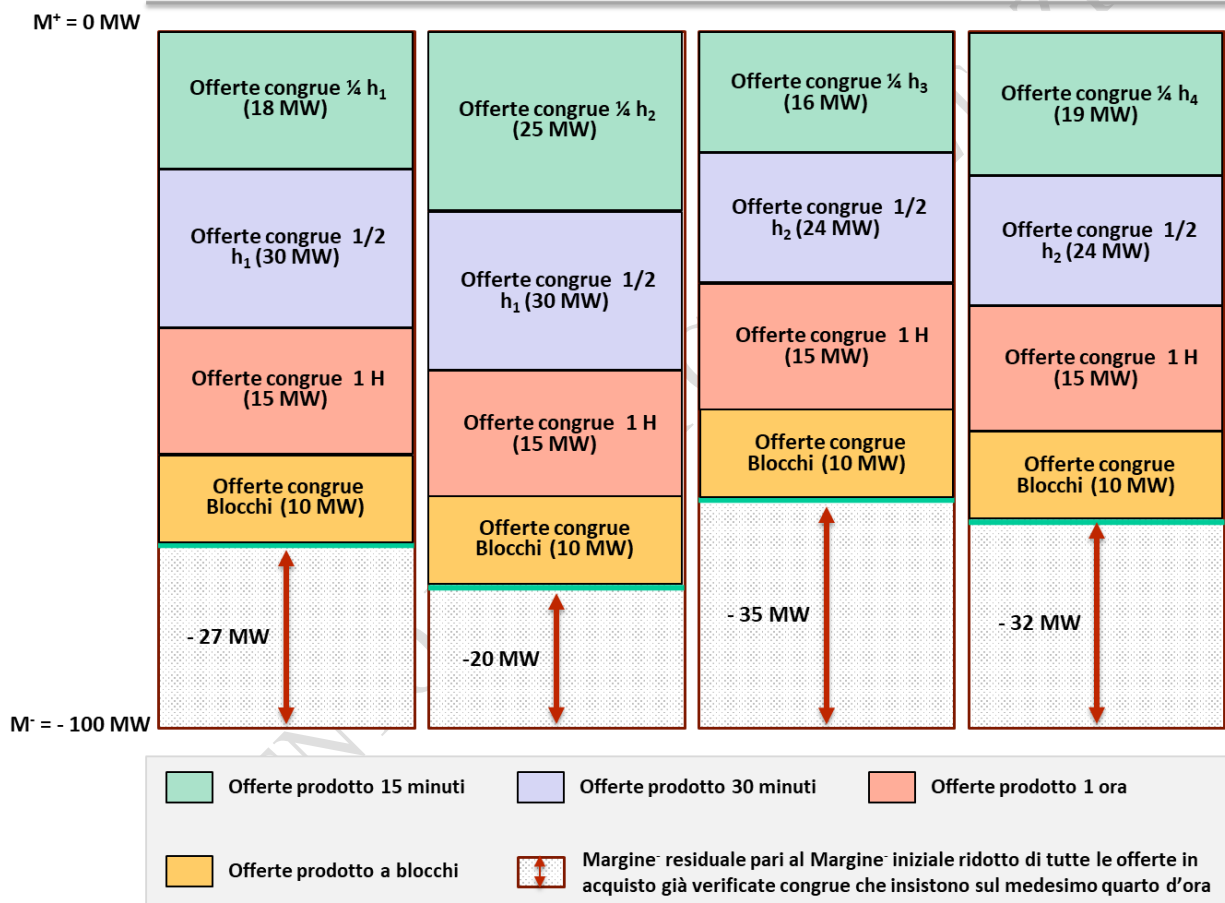 M⁺ = 0 MW
Offerte congrue ¼ h₁
(18 MW)
Offerte congrue 1/2
h₁ (30 MW)
Offerte congrue 1 H
(15 MW)
Offerte congrue
Blocchi (10 MW)
- 27 MW
Offerte congrue ¼ h₂
(25 MW)
Offerte congrue 1/2
h₁ (30 MW)
Offerte congrue 1 H
(15 MW)
Offerte congrue
Blocchi (10 MW)
-20 MW
Offerte congrue ¼ h₃
(16 MW)
Offerte congrue 1/2
h₂ (24 MW)
Offerte congrue 1 H
(15 MW)
Offerte congrue
Blocchi (10 MW)
- 35 MW
Offerte congrue ¼ h₄
(19 MW)
Offerte congrue 1/2
h₂ (24 MW)
Offerte congrue 1 H
(15 MW)
Offerte congrue
Blocchi (10 MW)
- 32 MW
M⁻ = - 100 MW
Offerte prodotto 15 minuti
Offerte prodotto 30 minuti
Offerte prodotto 1 ora
Offerte prodotto a blocchi
Margine⁻ residuale pari al Margine⁻ iniziale ridotto di tutte le offerte in
acquisto già verificate congrue che insistono sul medesimo quarto d'ora